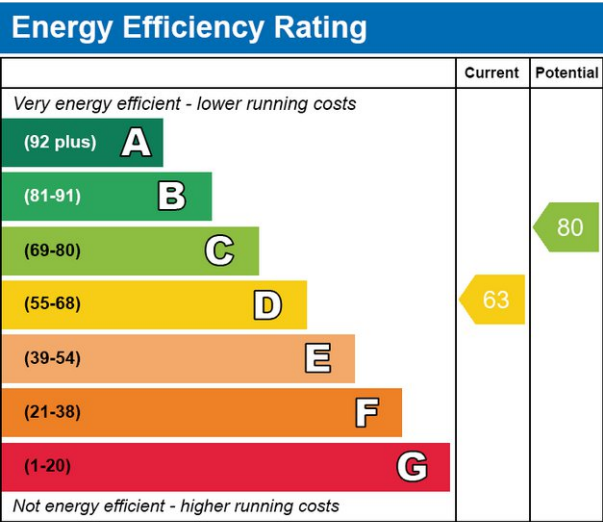 Energy Efficiency Rating
Current Potential
Very energy efficient - lower running costs
(92 plus) A
(81-91) B
(69-80) C
80
(55-68) D
63
(39-54) E
(21-38) F
(1-20) G
Not energy efficient - higher running costs